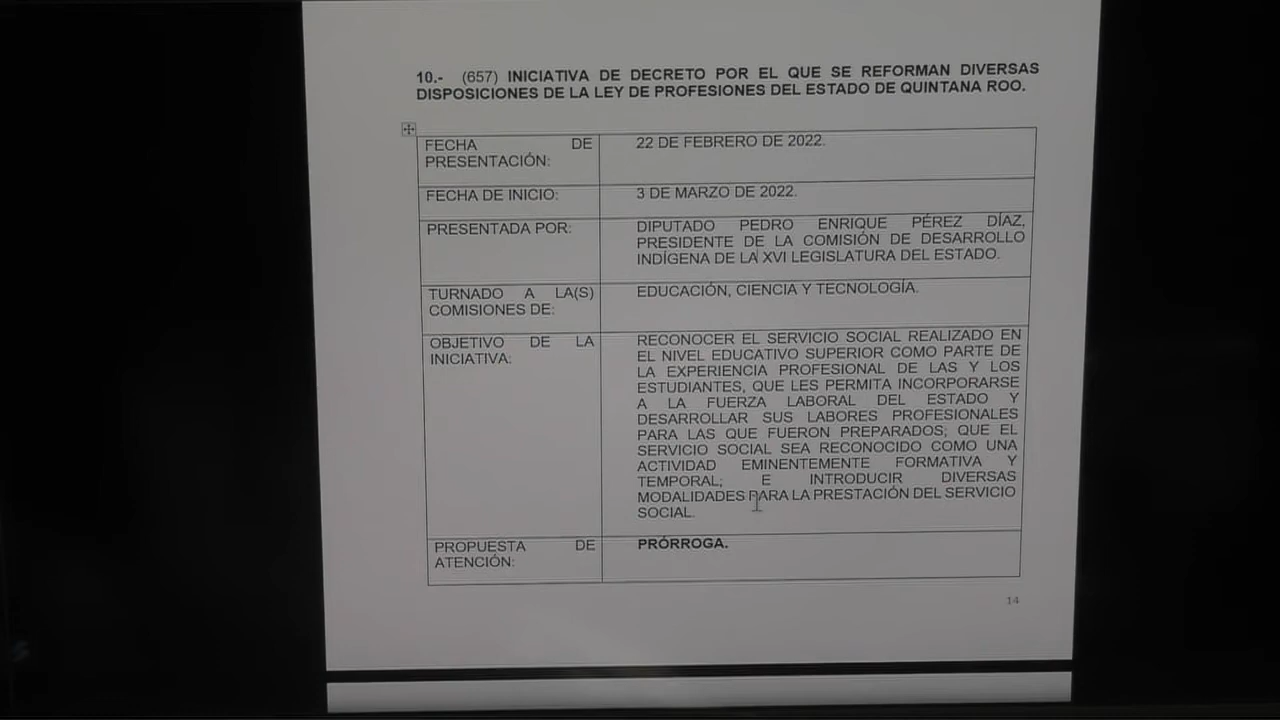 10.- (657) INICIATIVA DE DECRETO POR EL QUE SE REFORMAN DIVERSAS
DISPOSICIONES DE LA LEY DE PROFESIONES DEL ESTADO DE QUINTANA ROO.
FECHA DE
PRESENTACIÓN:
22 DE FEBRERO DE 2022.
FECHA DE INICIO:
3 DE MARZO DE 2022.
PRESENTADA POR:
DIPUTADO PEDRO ENRIQUE PÉREZ DÍAZ,
PRESIDENTE DE LA COMISIÓN DE DESARROLLO
INDÍGENA DE LA XVI LEGISLATURA DEL ESTADO.
TURNADO A LA(S)
COMISIONES DE:
EDUCACIÓN, CIENCIA Y TECNOLOGÍA.
OBJETIVO DE LA
INICIATIVA:
RECONOCER EL SERVICIO SOCIAL REALIZADO EN
EL NIVEL EDUCATIVO SUPERIOR COMO PARTE DE
LA EXPERIENCIA PROFESIONAL DE LAS Y LOS
ESTUDIANTES, QUE LES PERMITA INCORPORARSE
A LA FUERZA LABORAL DEL ESTADO Y
DESARROLLAR SUS LABORES PROFESIONALES
PARA LAS QUE FUERON PREPARADOS; QUE EL
SERVICIO SOCIAL SEA RECONOCIDO COMO UNA
ACTIVIDAD EMINENTEMENTE FORMATIVA Y
TEMPORAL; E INTRODUCIR DIVERSAS
MODALIDADES PARA LA PRESTACIÓN DEL SERVICIO
SOCIAL.
PROPUESTA DE
ATENCIÓN:
PRÓRROGA.
14